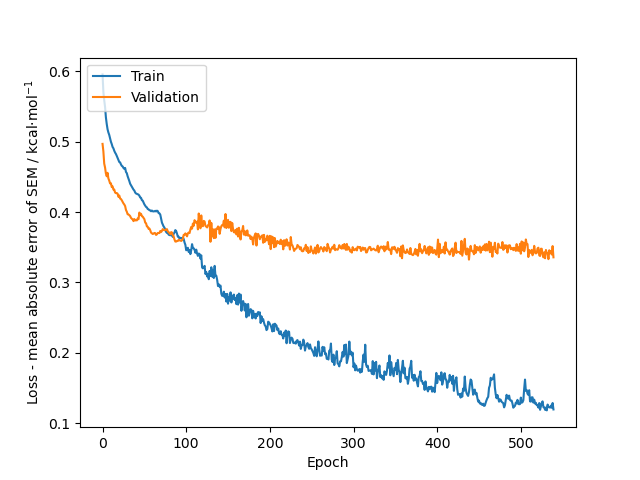 Train
Validation
0.6
0.5
0.4
0.3
0.2
0.1
Loss - mean absolute error of SEM / kcal·mol⁻¹
0 100 200 300 400 500
Epoch